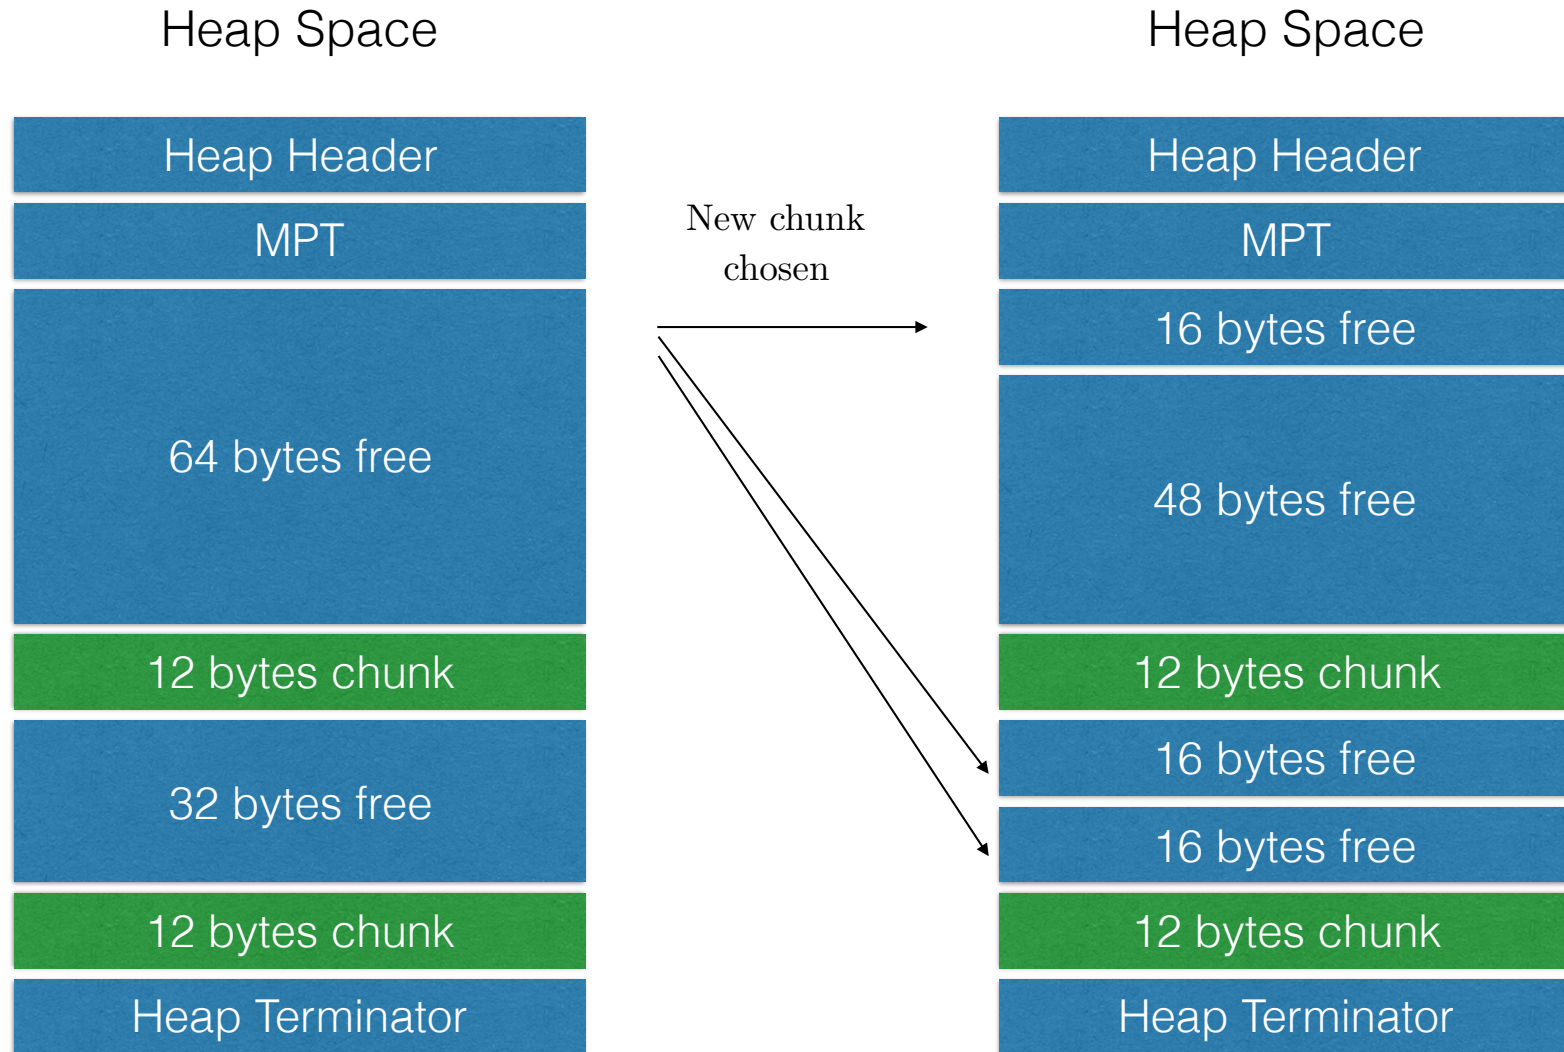 Heap Space
Heap Header
MPT
64 bytes free
12 bytes chunk
32 bytes free
12 bytes chunk
Heap Terminator
New chunk
chosen
Heap Space
Heap Header
MPT
16 bytes free
48 bytes free
12 bytes chunk
16 bytes free
16 bytes free
12 bytes chunk
Heap Terminator